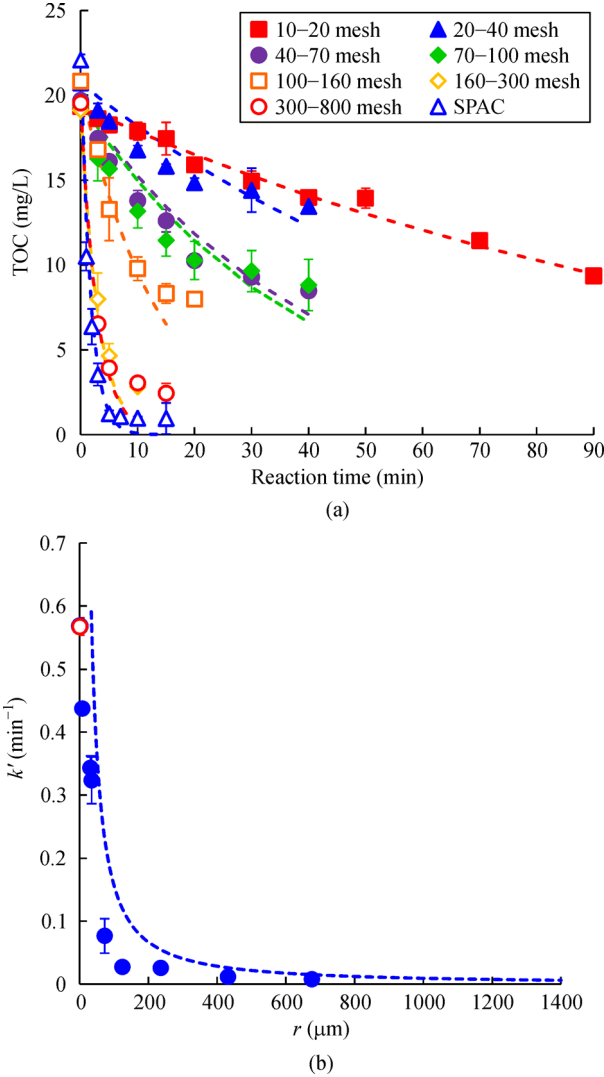 (a)
25
20
15
10
5
0
TOC (mg/L)
10−20 mesh
20−40 mesh
40−70 mesh
70−100 mesh
100−160 mesh
160−300 mesh
300−800 mesh
SPAC
0 10 20 30 40 50 60 70 80 90
Reaction time (min)
(a)
0.7
0.6
0.5
0.4
0.3
0.2
0.1
0
k′ (min⁻¹)
0 200 400 600 800 1000 1200 1400
r (μm)
(b)